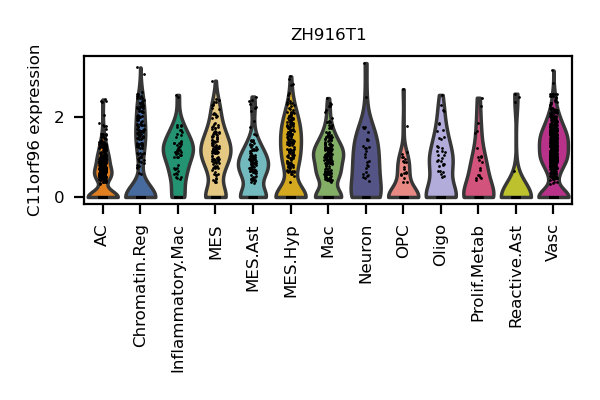 ZH916T1
C11orf96 expression
2
0
AC
Chromatin.Reg
Inflammatory.Mac
MES
MES.Ast
MES.Hyp
Mac
Neuron
OPC
Oligo
Prolif.Metab
Reactive.Ast
Vasc